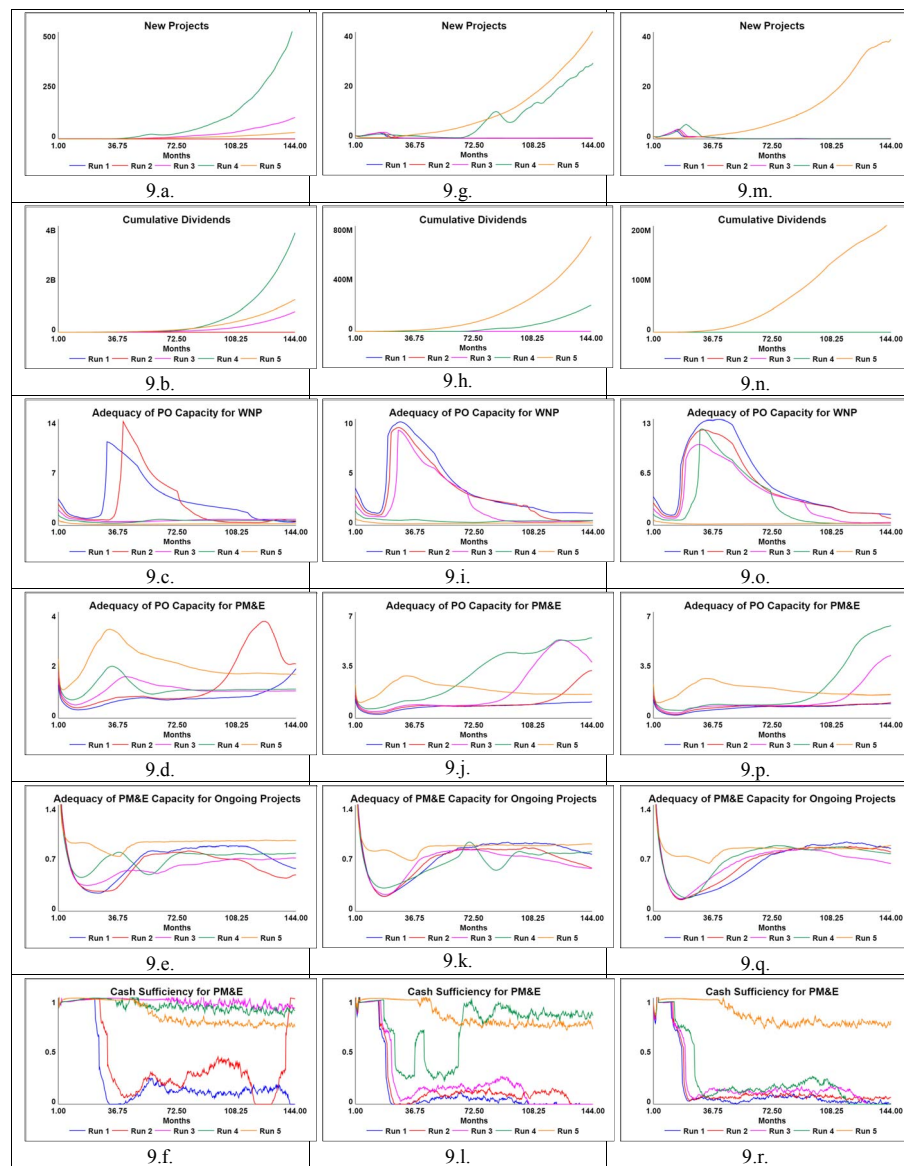 New Projects
500
250
0
1.00 36.75 72.50 108.25 144.00
Months
Run 1 Run 2 Run 3 Run 4 Run 5
9.a.
New Projects
40
20
0
1.00 36.75 72.50 108.25 144.00
Months
Run 1 Run 2 Run 3 Run 4 Run 5
9.g.
New Projects
40
20
0
1.00 36.75 72.50 108.25 144.00
Months
Run 1 Run 2 Run 3 Run 4 Run 5
9.m.
Cumulative Dividends
4B
2B
0
1.00 36.75 72.50 108.25 144.00
Months
Run 1 Run 2 Run 3 Run 4 Run 5
9.b.
Cumulative Dividends
800M
400M
0
1.00 36.75 72.50 108.25 144.00
Months
Run 1 Run 2 Run 3 Run 4 Run 5
9.h.
Cumulative Dividends
200M
100M
0
1.00 36.75 72.50 108.25 144.00
Months
Run 1 Run 2 Run 3 Run 4 Run 5
9.n.
Adequacy of PO Capacity for WNP
14
7
0
1.00 36.75 72.50 108.25 144.00
Months
Run 1 Run 2 Run 3 Run 4 Run 5
9.c.
Adequacy of PO Capacity for WNP
10
5
0
1.00 36.75 72.50 108.25 144.00
Months
Run 1 Run 2 Run 3 Run 4 Run 5
9.i.
Adequacy of PO Capacity for WNP
13
6.5
0
1.00 36.75 72.50 108.25 144.00
Months
Run 1 Run 2 Run 3 Run 4 Run 5
9.o.
Adequacy of PO Capacity for PM&E
4
2
0
1.00 36.75 72.50 108.25 144.00
Months
Run 1 Run 2 Run 3 Run 4 Run 5
9.d.
Adequacy of PO Capacity for PM&E
7
3.5
0
1.00 36.75 72.50 108.25 144.00
Months
Run 1 Run 2 Run 3 Run 4 Run 5
9.j.
Adequacy of PO Capacity for PM&E
7
3.5
0
1.00 36.75 72.50 108.25 144.00
Months
Run 1 Run 2 Run 3 Run 4 Run 5
9.p.
Adequacy of PM&E Capacity for Ongoing Projects
1.4
0.7
0
1.00 36.75 72.50 108.25 144.00
Months
Run 1 Run 2 Run 3 Run 4 Run 5
9.e.
Adequacy of PM&E Capacity for Ongoing Projects
1.4
0.7
0
1.00 36.75 72.50 108.25 144.00
Months
Run 1 Run 2 Run 3 Run 4 Run 5
9.k.
Adequacy of PM&E Capacity for Ongoing Projects
1.4
0.7
0
1.00 36.75 72.50 108.25 144.00
Months
Run 1 Run 2 Run 3 Run 4 Run 5
9.q.
Cash Sufficiency for PM&E
1
0.5
0
1.00 36.75 72.50 108.25 144.00
Months
Run 1 Run 2 Run 3 Run 4 Run 5
9.f.
Cash Sufficiency for PM&E
1
0.5
0
1.00 36.75 72.50 108.25 144.00
Months
Run 1 Run 2 Run 3 Run 4 Run 5
9.l.
Cash Sufficiency for PM&E
1
0.5
0
1.00 36.75 72.50 108.25 144.00
Months
Run 1 Run 2 Run 3 Run 4 Run 5
9.r.